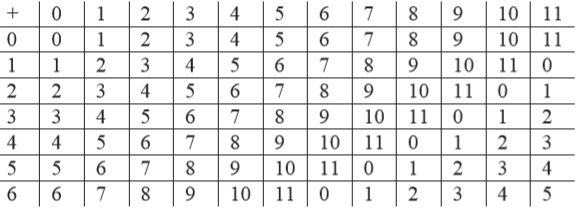 + 0 1 2 3 4 5 6 7 8 9 10 11
0 0 1 2 3 4 5 6 7 8 9 10 11
1 1 2 3 4 5 6 7 8 9 10 11 0
2 2 3 4 5 6 7 8 9 10 11 0 1
3 3 4 5 6 7 8 9 10 11 0 1 2
4 4 5 6 7 8 9 10 11 0 1 2 3
5 5 6 7 8 9 10 11 0 1 2 3 4
6 6 7 8 9 10 11 0 1 2 3 4 5